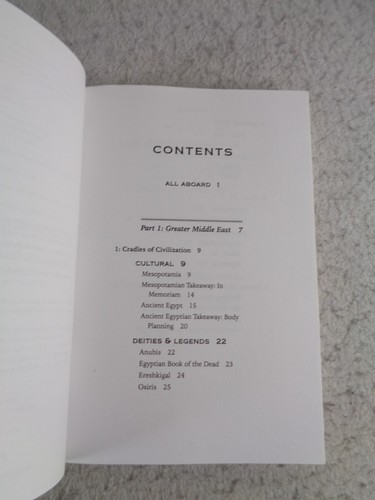 CONTENTS
ALL ABOARD 1
Part 1: Greater Middle East 7
1: Cradles of Civilization 9
CULTURAL 9
Mesopotamia 9
Mesopotamian Takeaway: In
Memoriam 14
Ancient Egypt 15
Ancient Egyptian Takeaway: Body
Planning 20
DEITIES & LEGENDS 22
Anubis 22
Egyptian Book of the Dead 23
Ereshkigal 24
Osiris 25